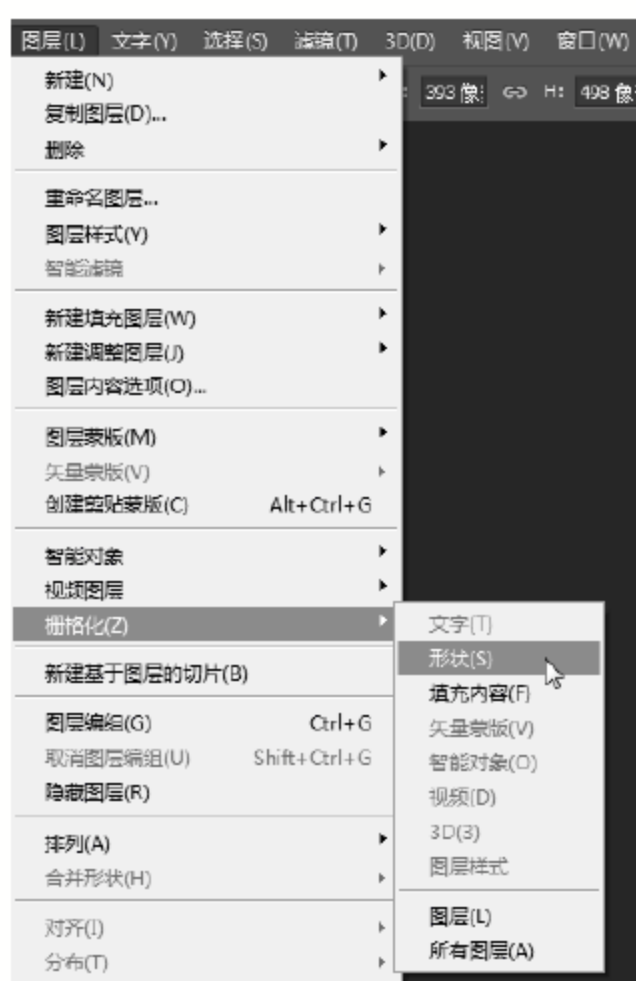 图层(L) 文字(Y) 选择(S) 滤镜(T) 3D(D) 视图(V) 窗口(W)
393 像 H: 498 像
新建(N)
复制图层(D)...
删除
重命名图层...
图层样式(Y)
智能滤镜
新建填充图层(W)
新建调整图层(J)
图层内容选项(O)...
图层蒙版(M)
矢量蒙版(V)
创建剪贴蒙版(C) Alt+Ctrl+G
智能对象
视频图层
栅格化(Z)
新建基于图层的切片(B)
图层编组(G) Ctrl+G
取消图层编组(U) Shift+Ctrl+G
隐藏图层(R)
排列(A)
合并形状(H)
对齐(I)
分布(T)
文字(T)
形状(S)
填充内容(F)
矢量蒙版(V)
智能对象(O)
视频(D)
3D(3)
图层样式
图层(L)
所有图层(A)